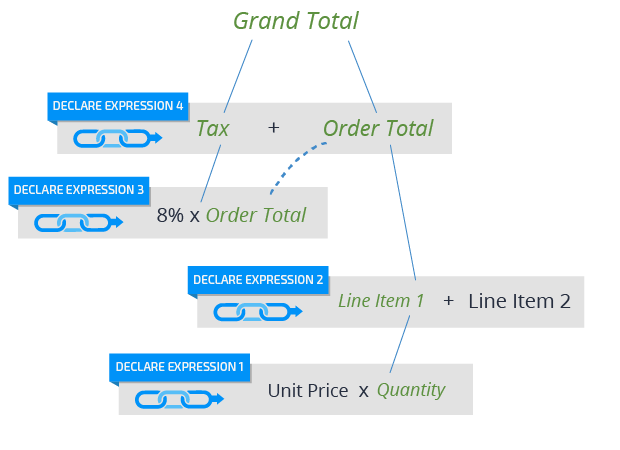 Grand Total
DECLARE EXPRESSION 4
Tax + Order Total
DECLARE EXPRESSION 3
8% x Order Total
DECLARE EXPRESSION 2
Line Item 1 + Line Item 2
DECLARE EXPRESSION 1
Unit Price x Quantity